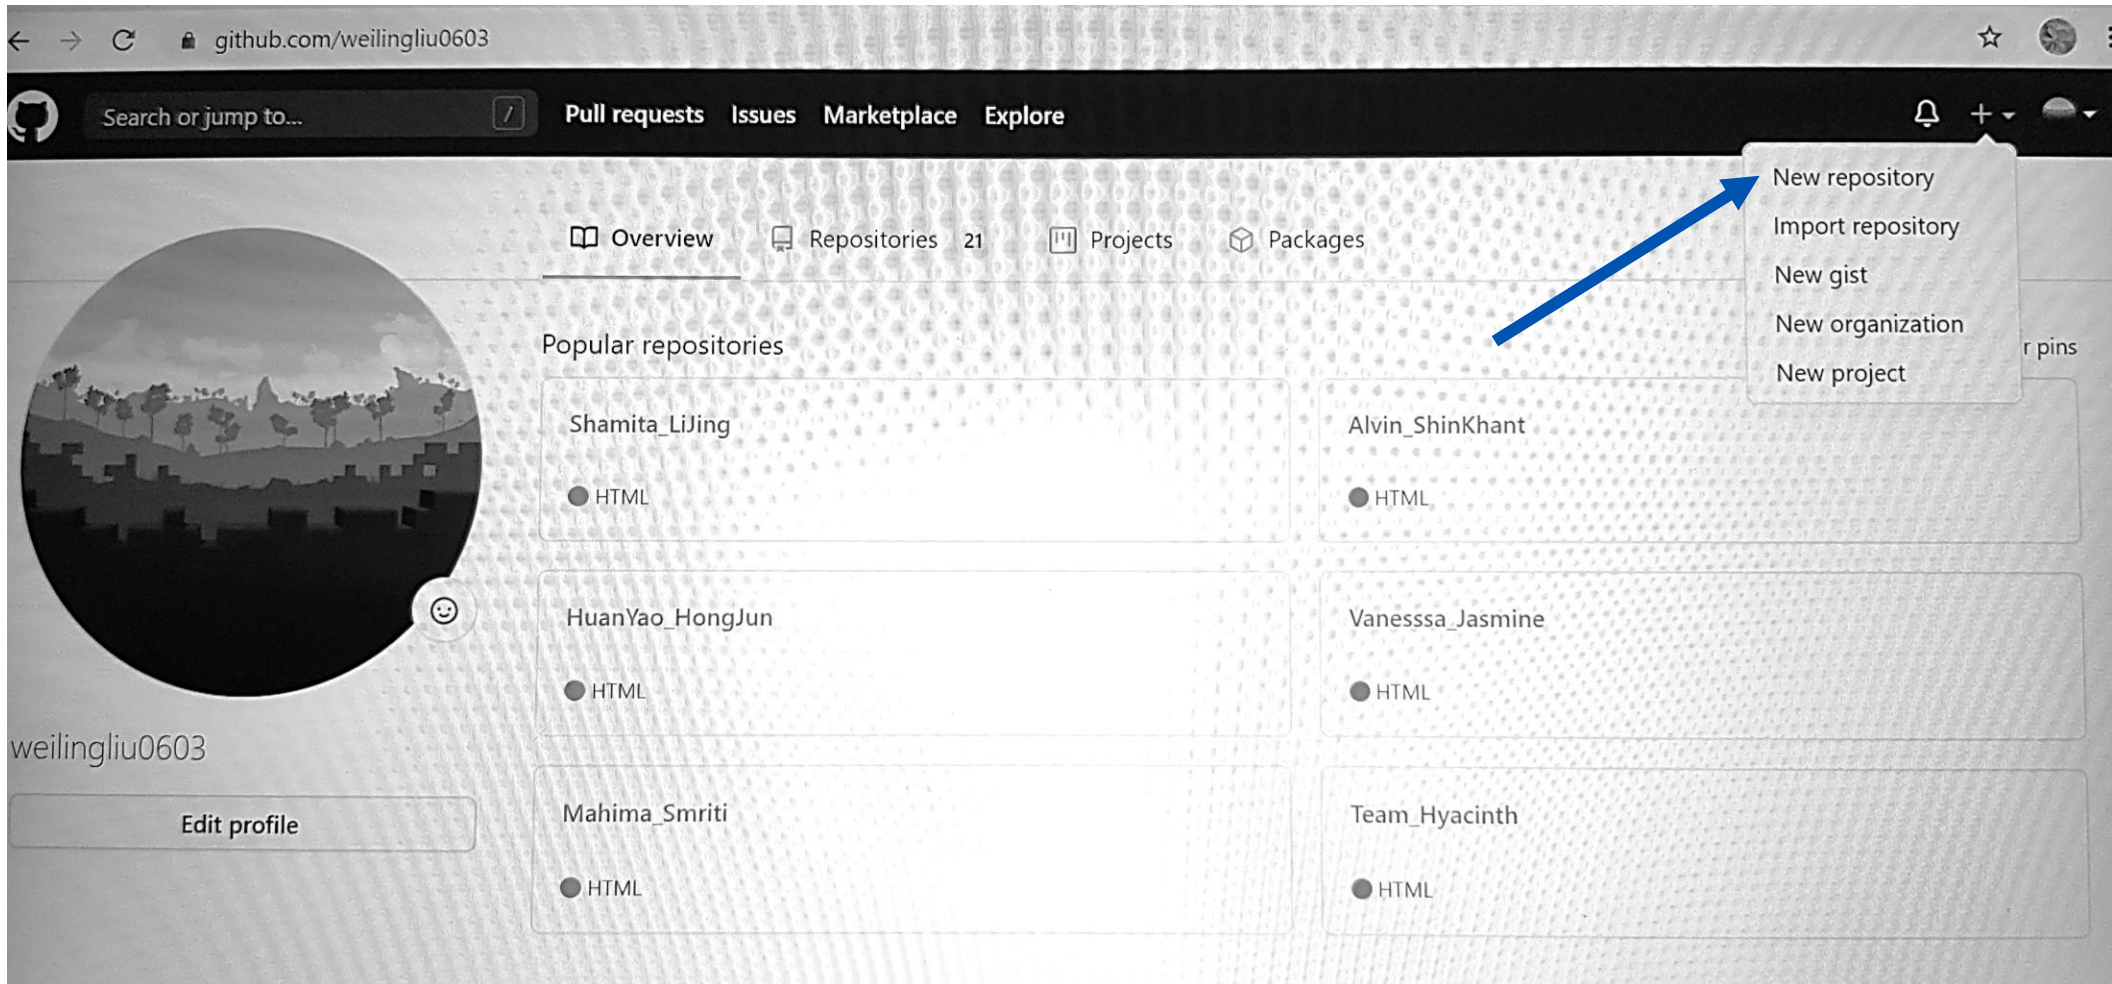 github.com/weilingliu0603
Search or jump to... /
Pull requests Issues Marketplace Explore
New repository
Import repository
New gist
New organization
New project
Overview Repositories 21 Projects Packages
Popular repositories
r pins
Shamita_LiJing
HTML
Alvin_ShinKhant
HTML
HuanYao_HongJun
HTML
Vanesssa_Jasmine
HTML
Mahima_Smriti
HTML
Team_Hyacinth
HTML
weilingliu0603
Edit profile